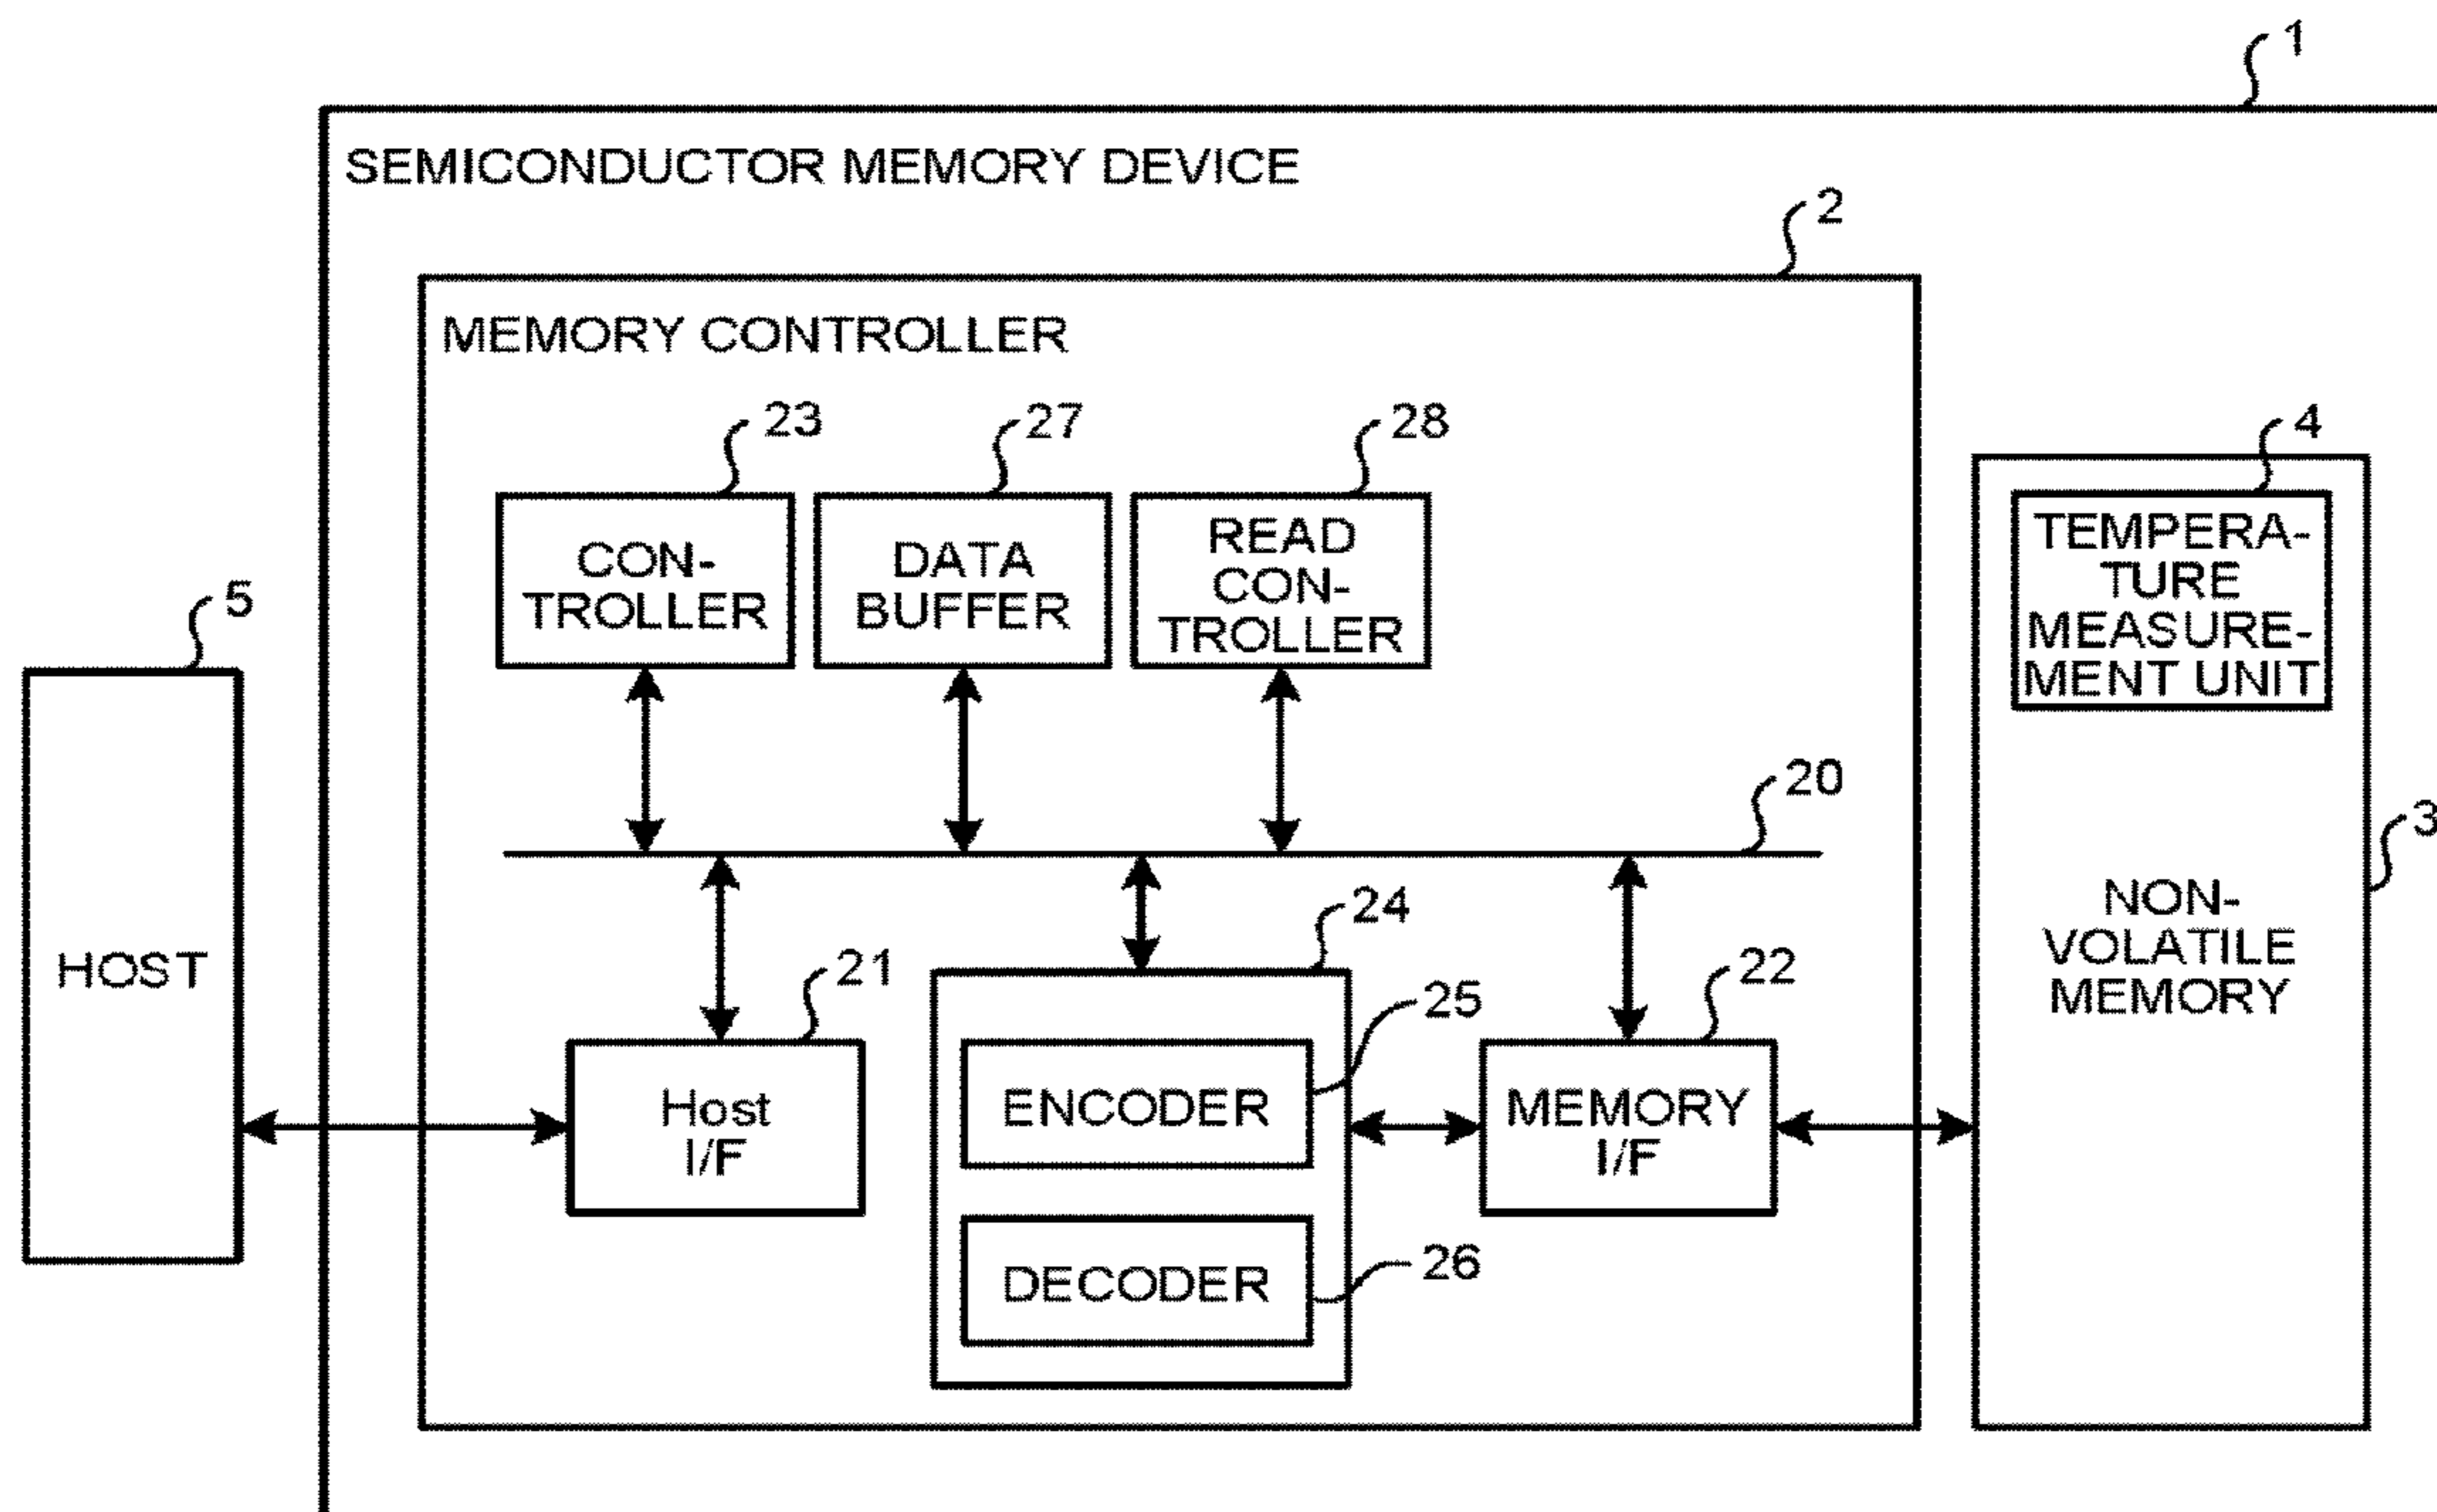 1
SEMICONDUCTOR MEMORY DEVICE
2
MEMORY CONTROLLER
23
27
28
4
CON-
TROLLER
DATA
BUFFER
READ
CON-
TROLLER
TEMPERA-
TURE
MEASURE-
MENT UNIT
5
HOST
20
3
NON-
VOLATILE
MEMORY
21
24
25
22
Host
I/F
ENCODER
MEMORY
I/F
DECODER
26